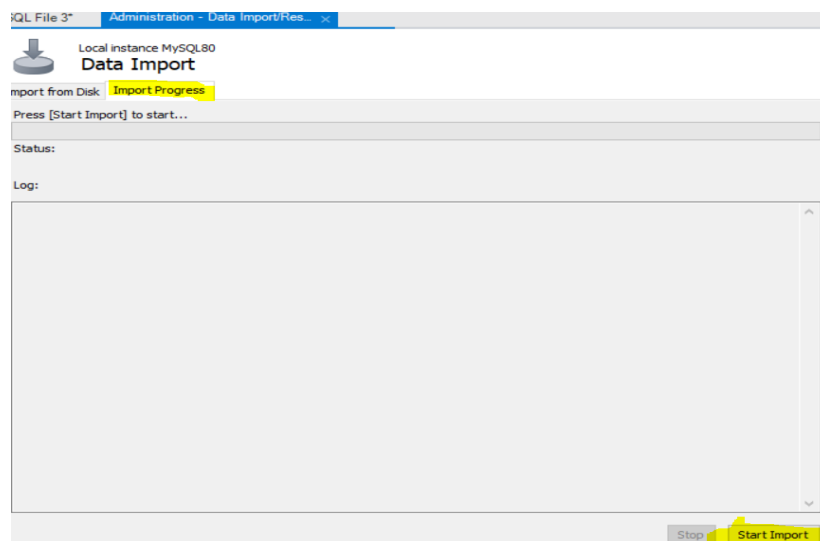 SQL File 3*
Administration - Data Import/Res...
Local instance MySQL80
Data Import
mport from Disk
Import Progress
Press [Start Import] to start...
Status:
Log:
Stop
Start Import